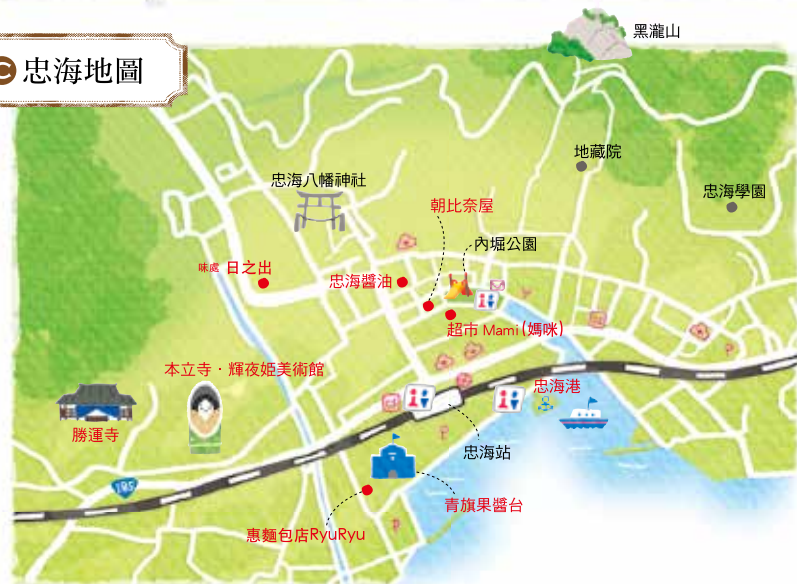 黑瀧山
C 忠海地圖
地藏院
忠海八幡神社
忠海學園
朝比奈屋
內堀公園
味處 日之出
忠海醬油
超市 Mami(媽咪)
本立寺・輝夜姬美術館
忠海港
勝運寺
忠海站
185
青旗果醬台
惠麵包店RyuRyu